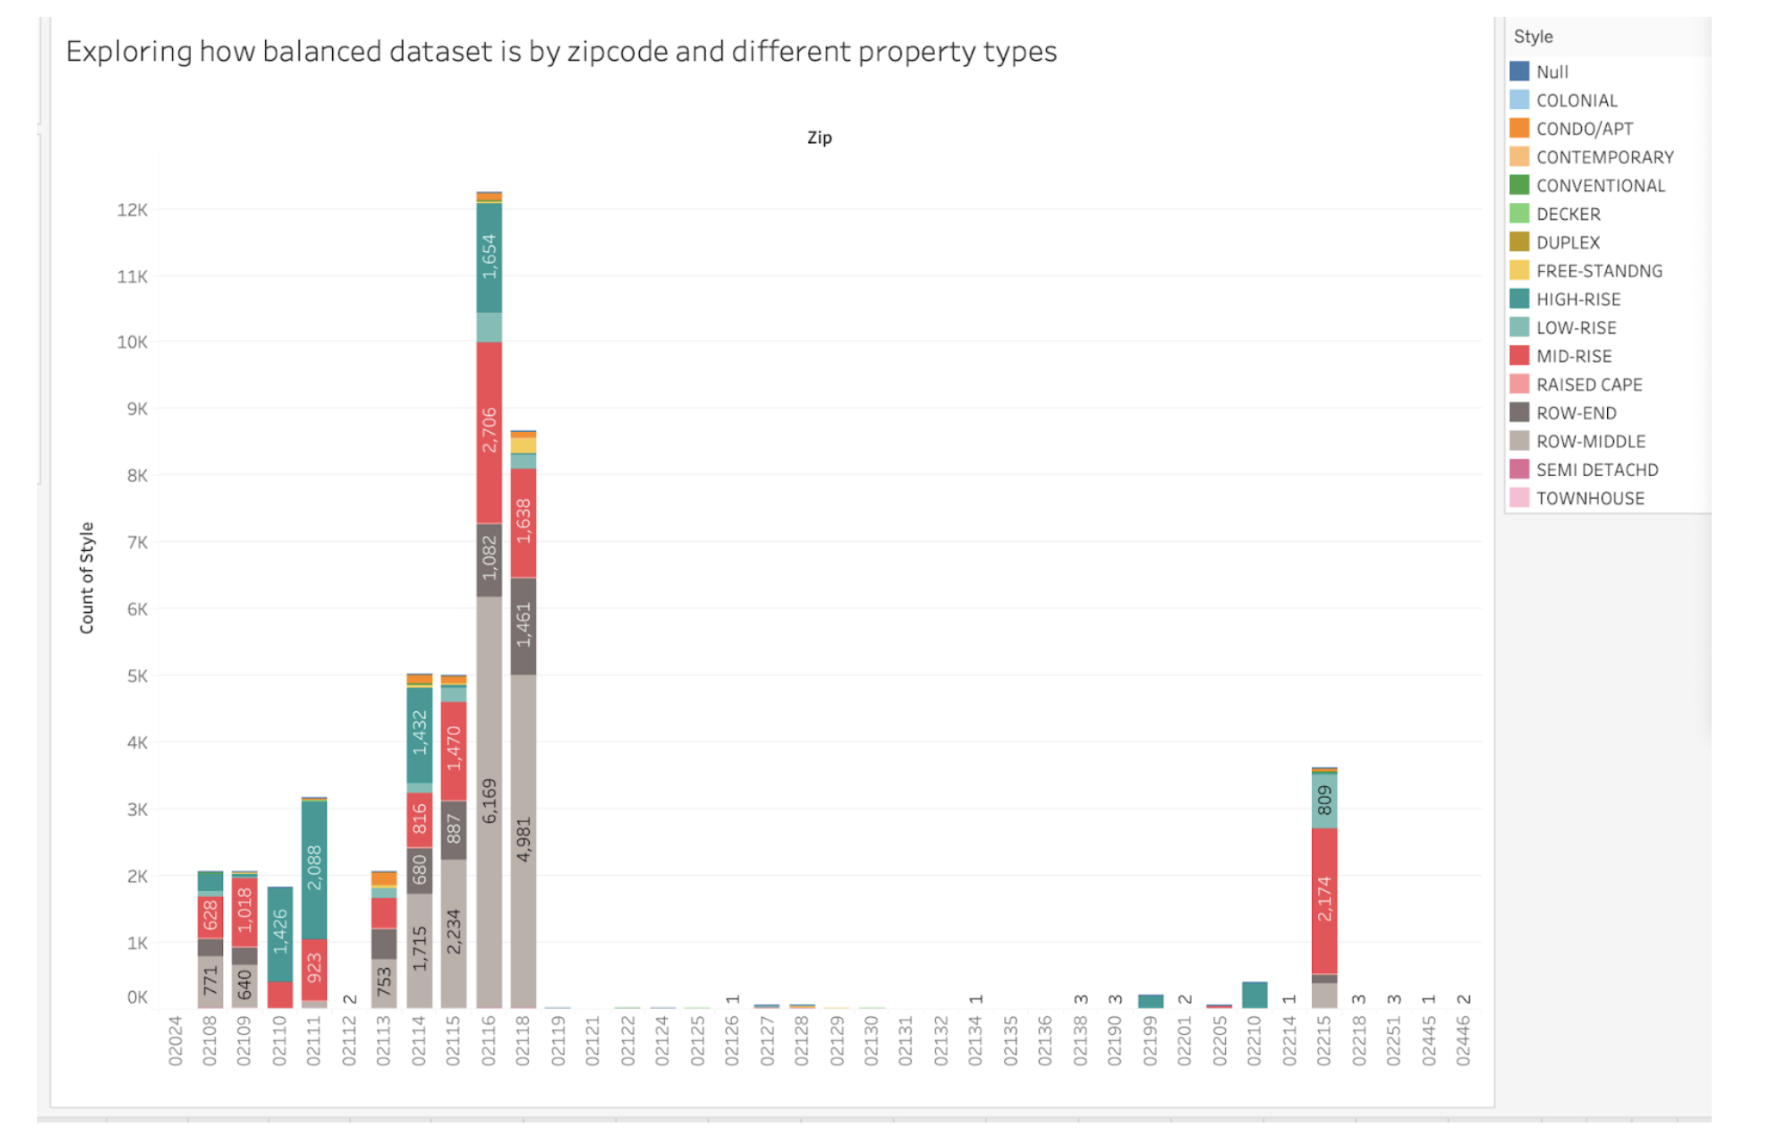 Exploring how balanced dataset is by zipcode and different property types
Zip
Count of Style
12K
11K
10K
9K
8K
7K
6K
5K
4K
3K
2K
1K
0K
628
771
1,018
640
1,426
2,088
923
2
753
1,432
816
680
1,715
1,470
887
2,234
1,654
2,706
1,082
6,169
1,638
1,461
4,981
1
1
3
3
2
1
809
2,174
3
3
1
2
02024
02108
02109
02110
02111
02112
02113
02114
02115
02116
02118
02119
02121
02122
02124
02125
02126
02127
02128
02129
02130
02131
02132
02134
02135
02136
02138
02190
02199
02201
02205
02210
02214
02215
02218
02251
02445
02446
Style
Null
COLONIAL
CONDO/APT
CONTEMPORARY
CONVENTIONAL
DECKER
DUPLEX
FREE-STANDNG
HIGH-RISE
LOW-RISE
MID-RISE
RAISED CAPE
ROW-END
ROW-MIDDLE
SEMI DETACHD
TOWNHOUSE